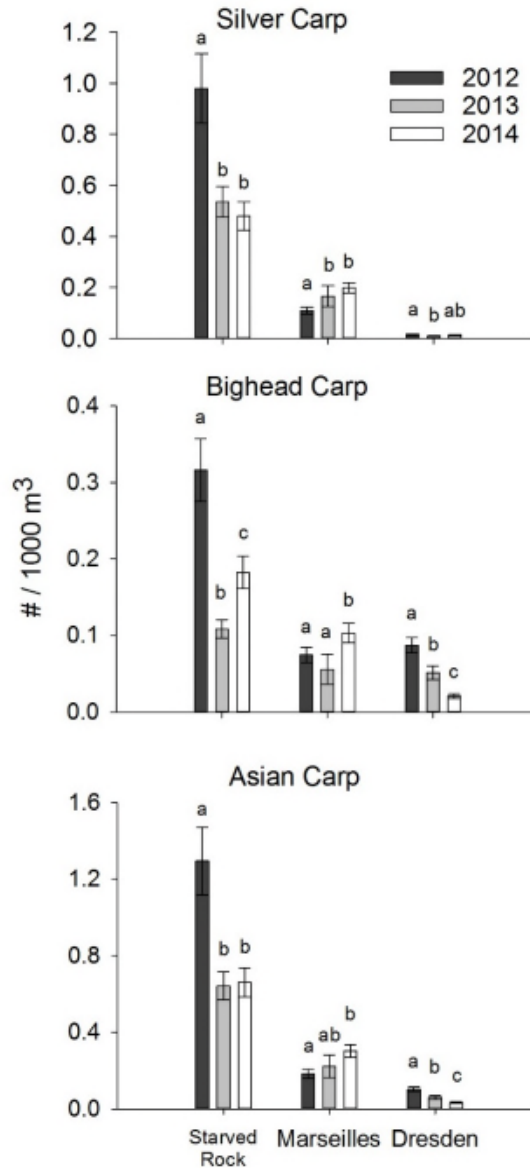 Silver Carp
1.2
1.0
0.8
0.6
0.4
0.2
0.0
a
b
b
a
b
b
a
b
ab
2012
2013
2014
Bighead Carp
# / 1000 m³
0.4
0.3
0.2
0.1
0.0
a
b
c
a
a
b
a
b
c
Asian Carp
1.6
1.2
0.8
0.4
0.0
a
b
b
a
ab
b
a
b
c
Starved
Rock
Marseilles
Dresden